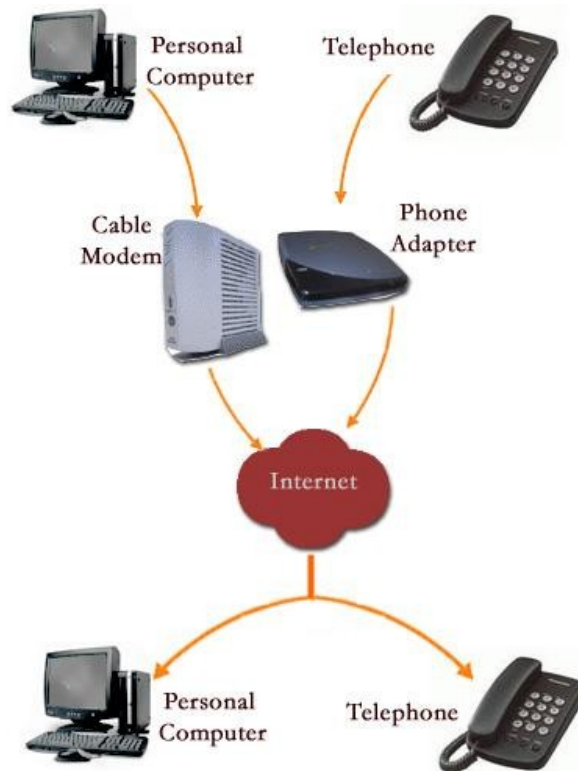 Personal
Computer
Telephone
Cable
Modem
Phone
Adapter
Internet
Personal
Computer
Telephone